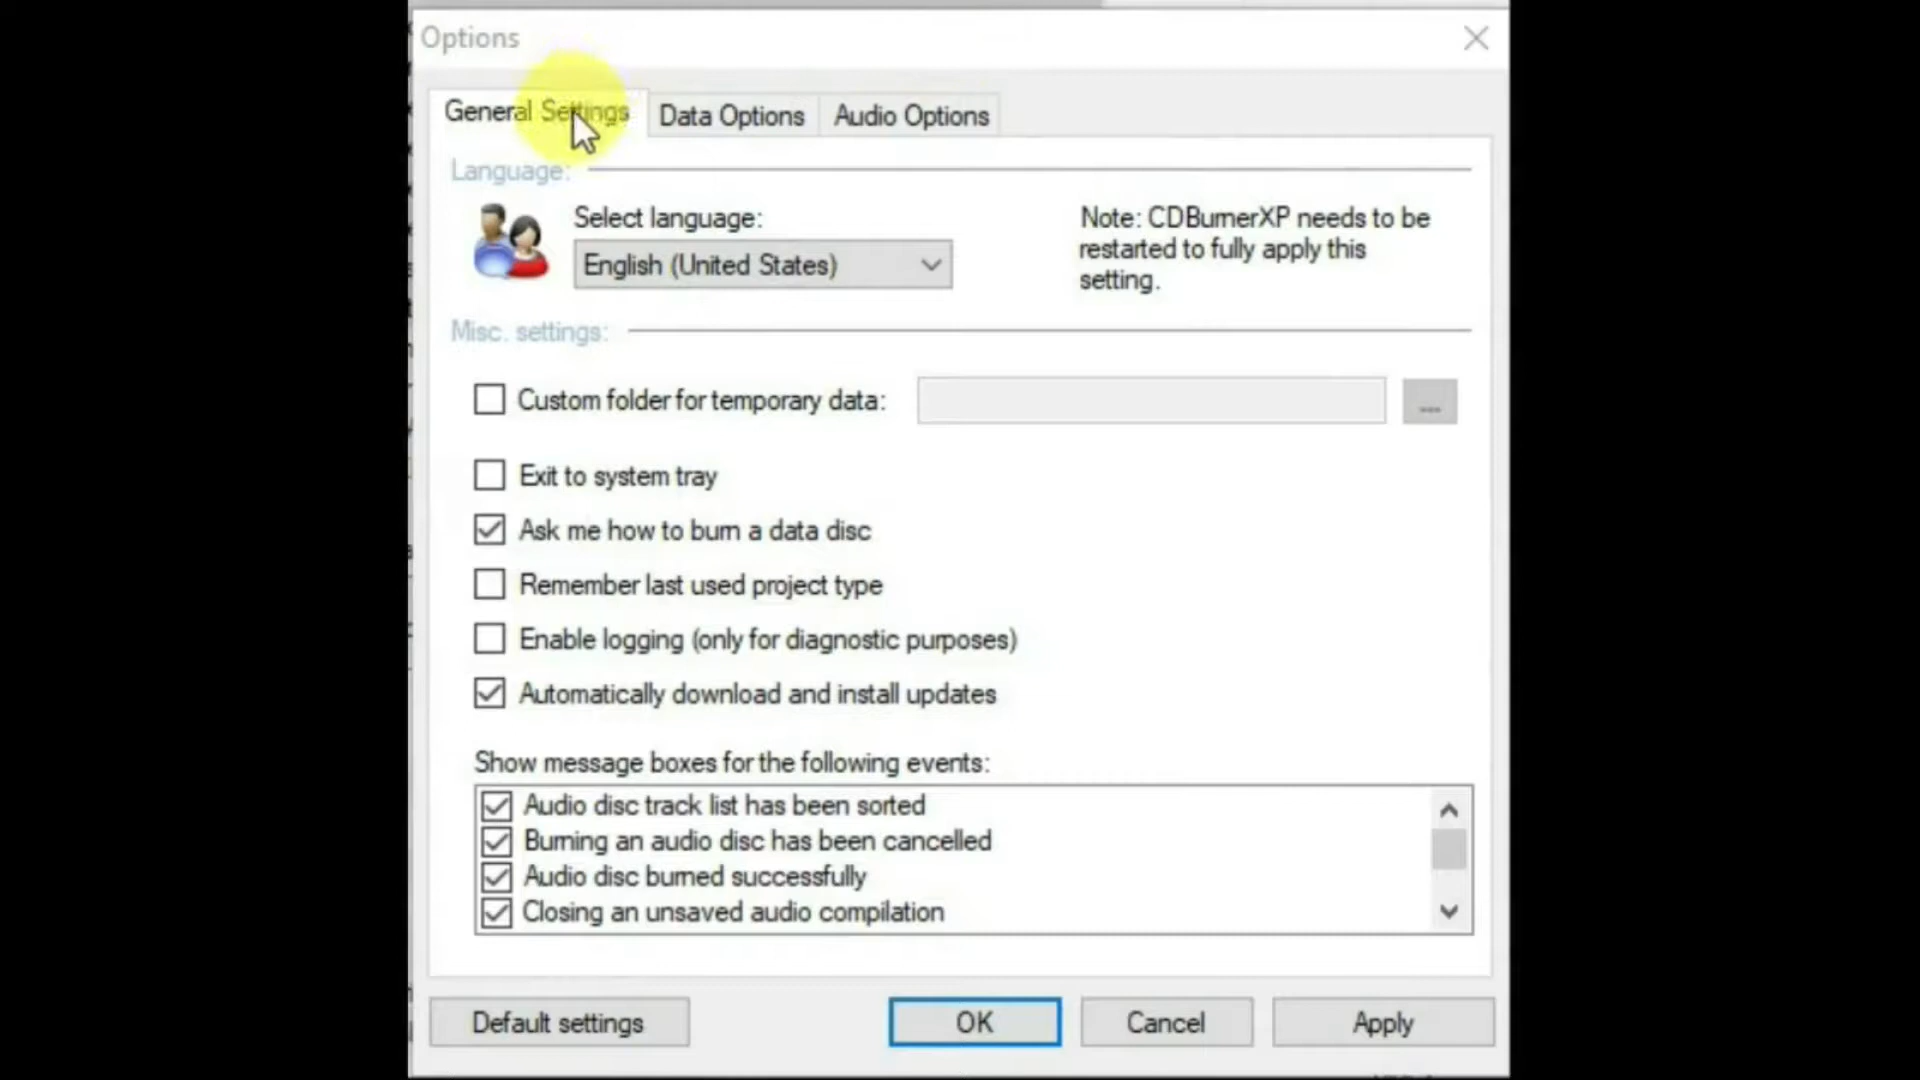 Options
General Settings
Data Options
Audio Options
Language:
Select language:
English (United States)
Note: CDBurnerXP needs to be
restarted to fully apply this
setting.
Misc. settings:
Custom folder for temporary data:
...
Exit to system tray
Ask me how to burn a data disc
Remember last used project type
Enable logging (only for diagnostic purposes)
Automatically download and install updates
Show message boxes for the following events:
Audio disc track list has been sorted
Burning an audio disc has been cancelled
Audio disc burned successfully
Closing an unsaved audio compilation
Default settings
OK
Cancel
Apply